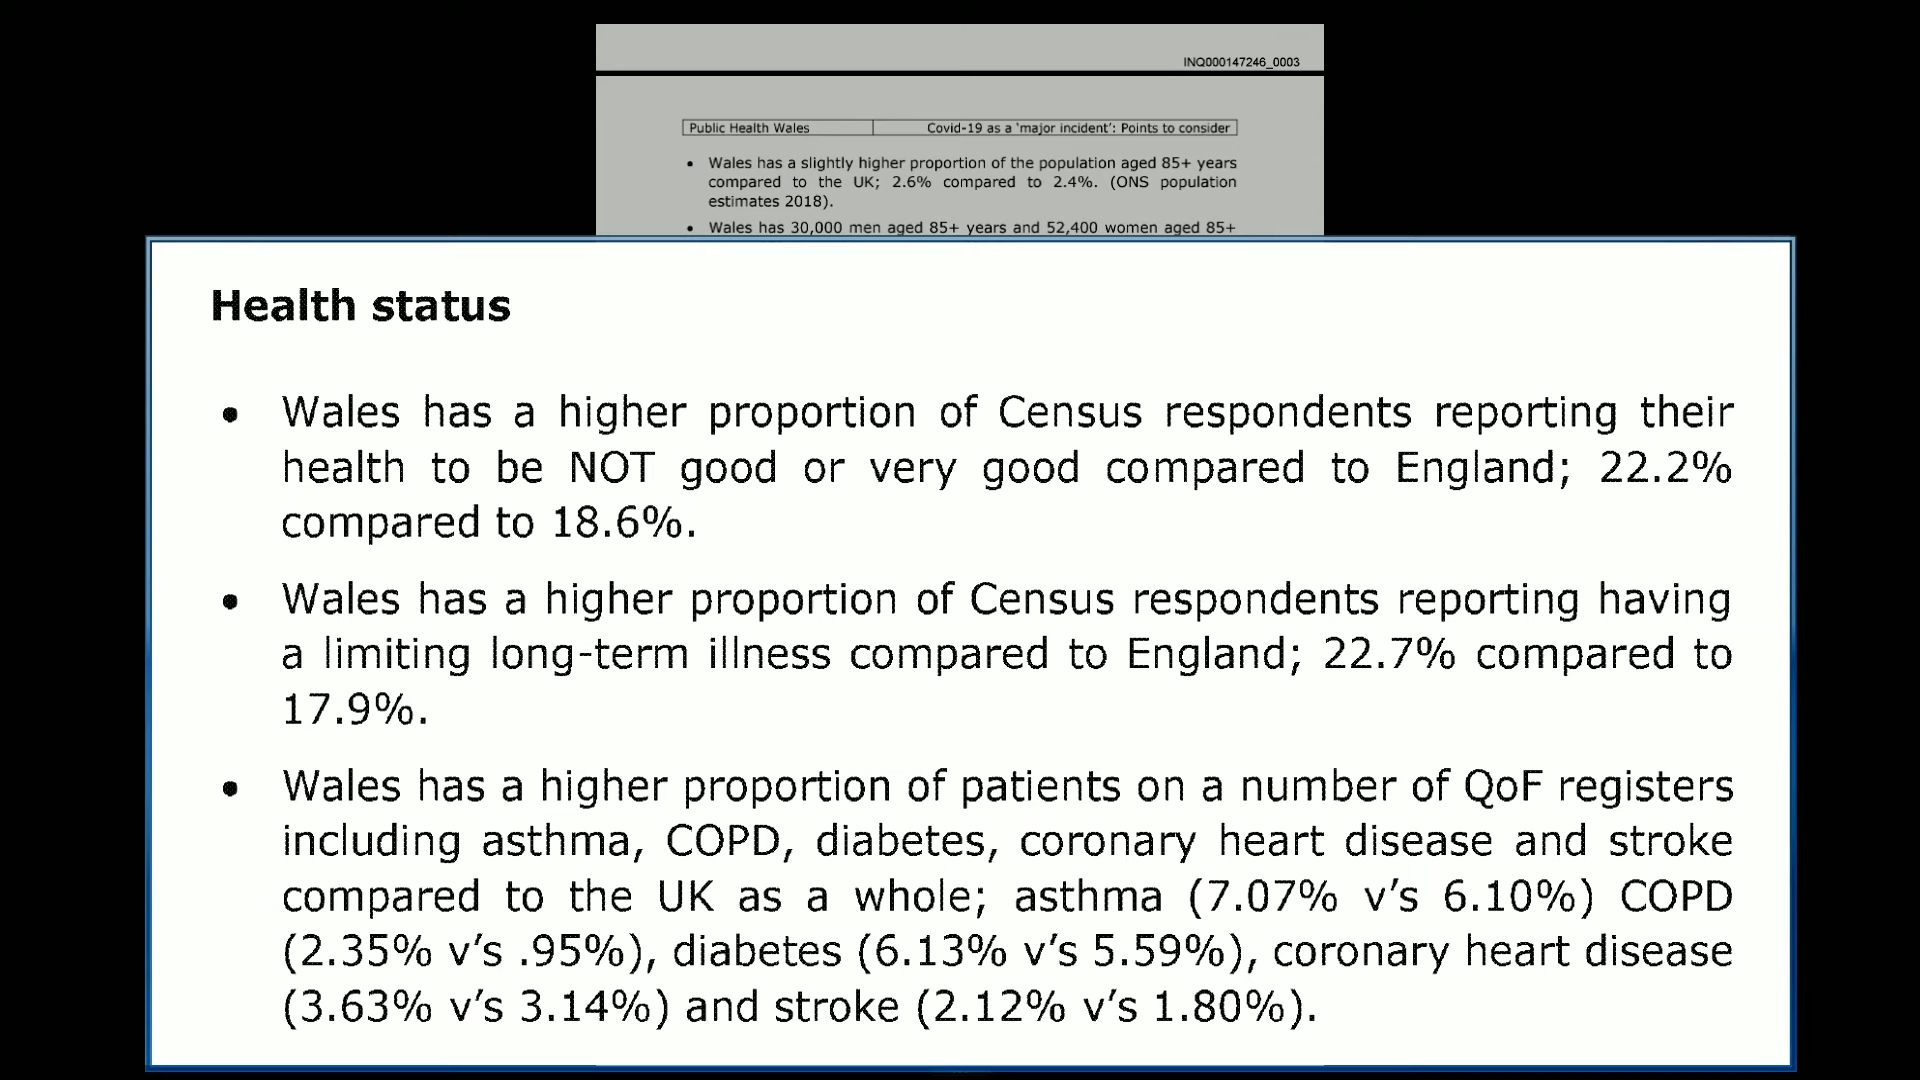 INQ000147246_0003
Public Health Wales Covid-19 as a ‘major incident’: Points to consider
• Wales has a slightly higher proportion of the population aged 85+ years
compared to the UK; 2.6% compared to 2.4%. (ONS population
estimates 2018).
• Wales has 30,000 men aged 85+ years and 52,400 women aged 85+
Health status
• Wales has a higher proportion of Census respondents reporting their
health to be NOT good or very good compared to England; 22.2%
compared to 18.6%.
• Wales has a higher proportion of Census respondents reporting having
a limiting long-term illness compared to England; 22.7% compared to
17.9%.
• Wales has a higher proportion of patients on a number of QoF registers
including asthma, COPD, diabetes, coronary heart disease and stroke
compared to the UK as a whole; asthma (7.07% v’s 6.10%) COPD
(2.35% v’s .95%), diabetes (6.13% v’s 5.59%), coronary heart disease
(3.63% v’s 3.14%) and stroke (2.12% v’s 1.80%).